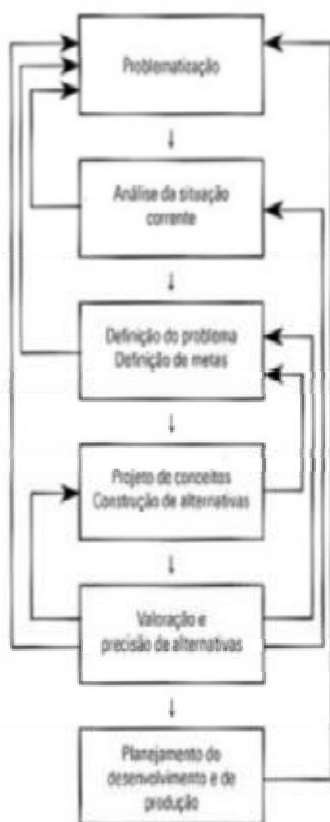 Problematização
Análise da situação
corrente
Definição do problema
Definição de metas
Projeto de conceitos
Construção de alternativas
Valoração e
precisão de alternativas
Planejamento do
desenvolvimento e de
produção